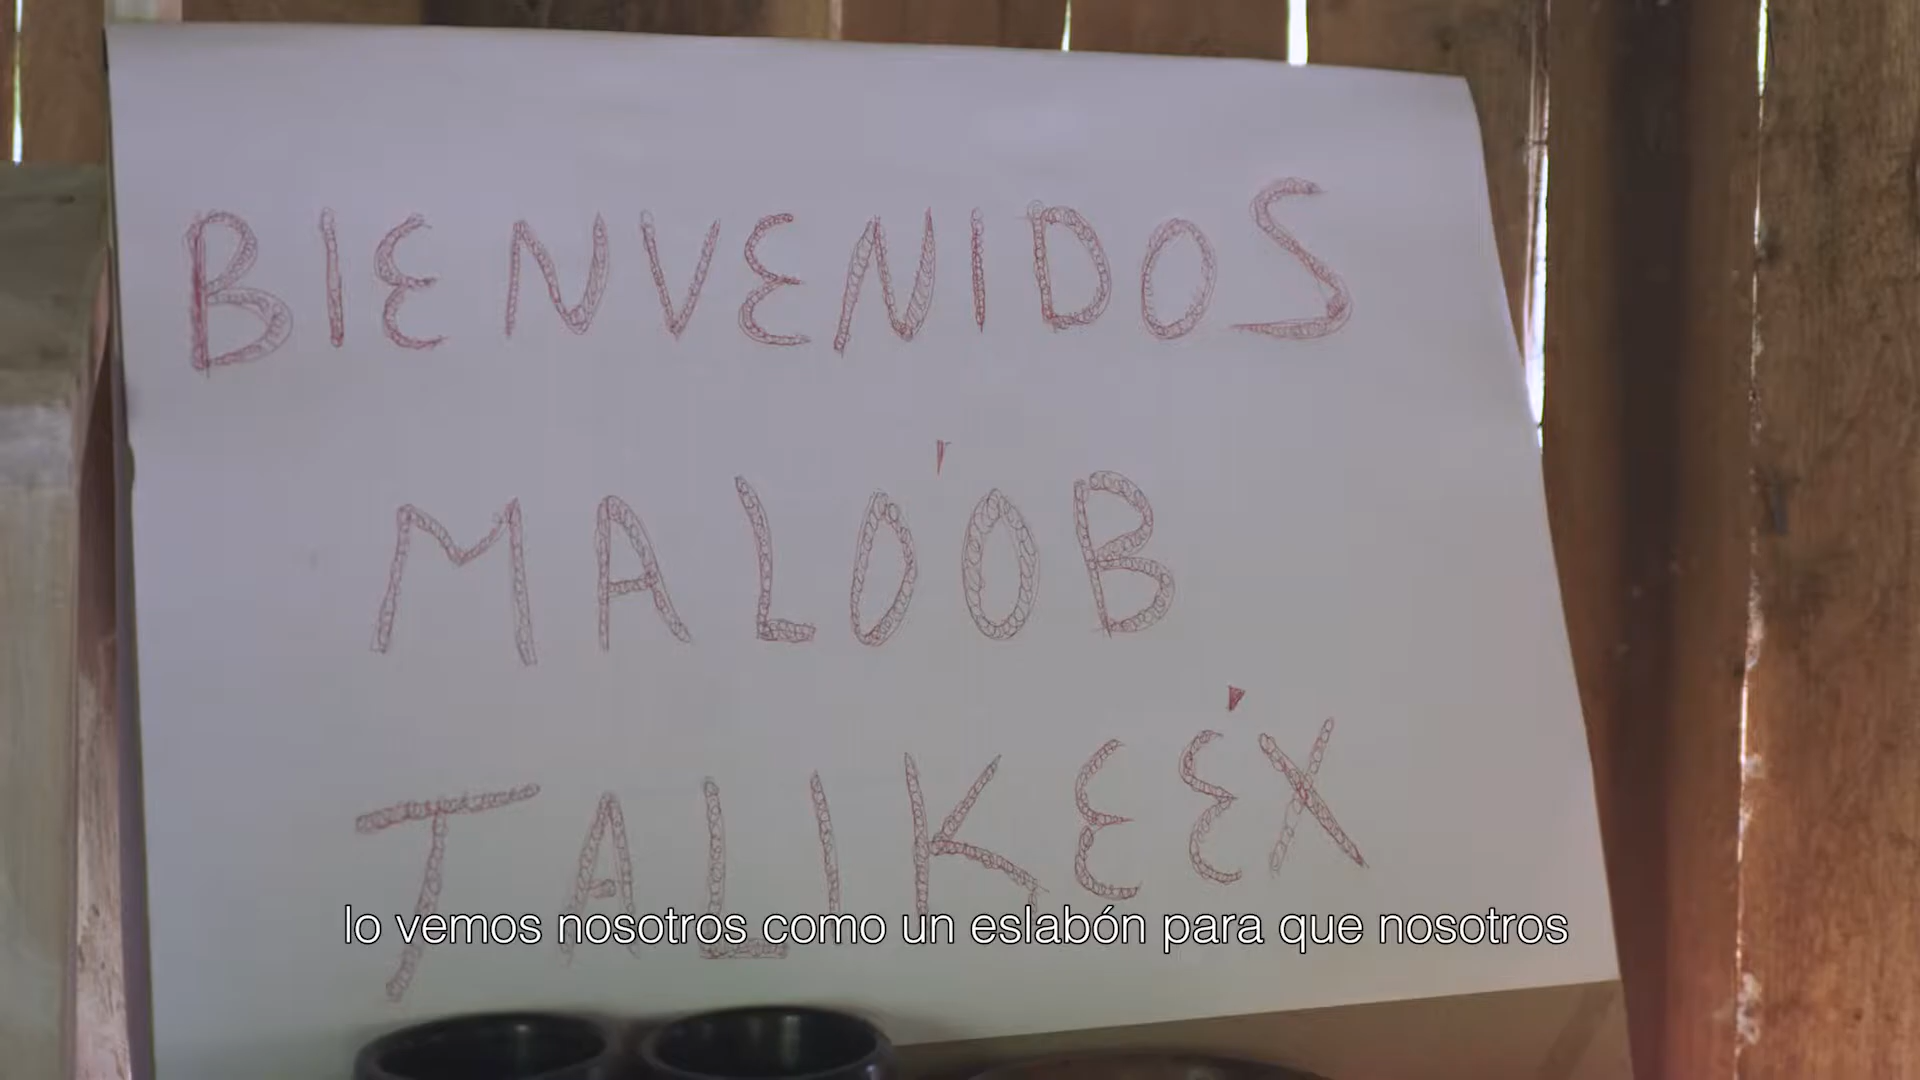 BIENVENIDOS
MALO'OB
TALIKE'EX
lo vemos nosotros como un eslabón para que nosotros